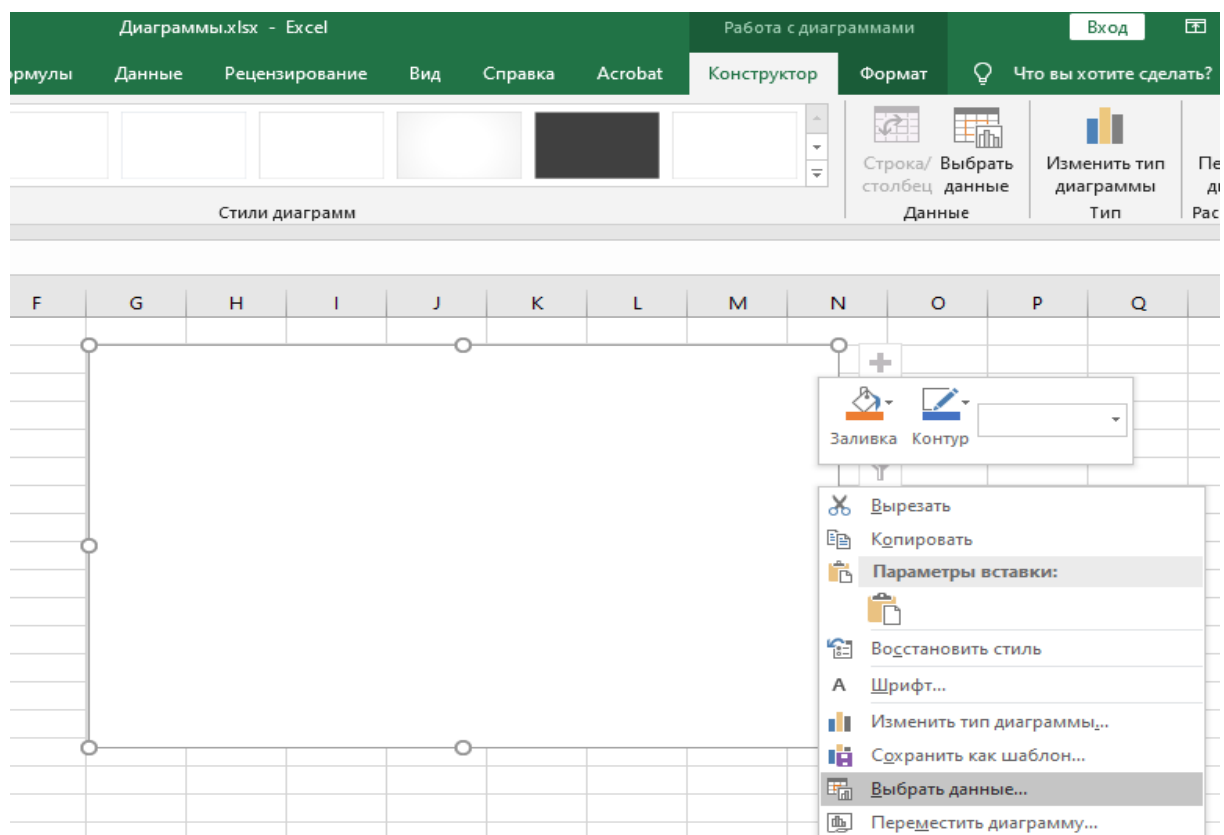 Диаграммы.xlsx - Excel
Работа с диаграммами
Вход
рмулы Данные Рецензирование Вид Справка Acrobat Конструктор Формат Что вы хотите сделать?
Строка/ столбец
Выбрать данные
Изменить тип диаграммы
Пе
д
Стили диаграмм
Данные
Тип
Рас
F G H I J K L M N O P Q
Заливка Контур
Вырезать
Копировать
Параметры вставки:
Восстановить стиль
А Шрифт...
Изменить тип диаграммы...
Сохранить как шаблон...
Выбрать данные...
Переместить диаграмму...